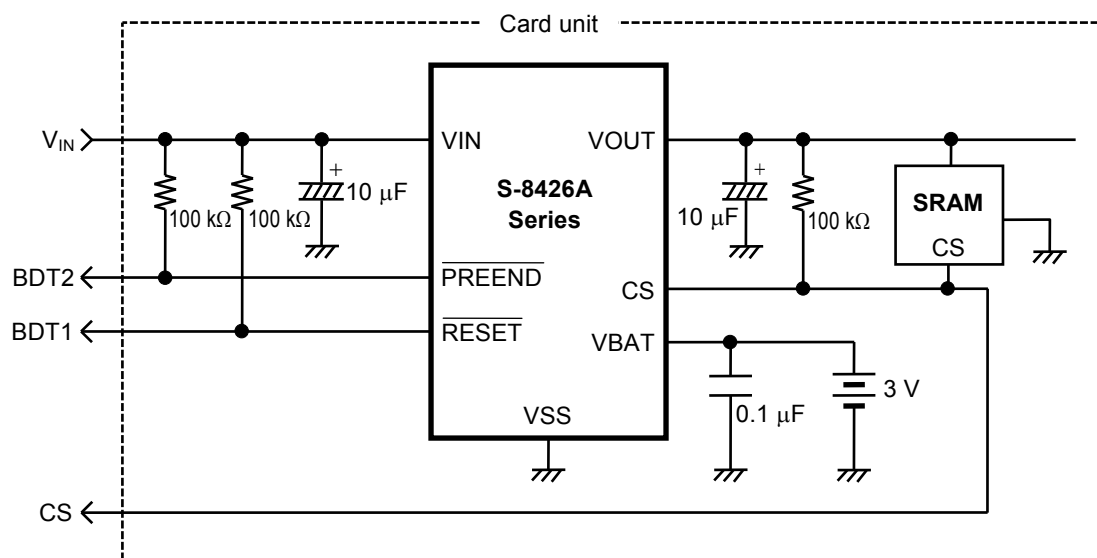 Card unit
VIN
VIN
VOUT
+
10 μF
100 kΩ
100 kΩ
S-8426A
Series
+
10 μF
100 kΩ
SRAM
CS
BDT2
PREEND
CS
BDT1
RESET
VBAT
0.1 μF
3 V
VSS
CS